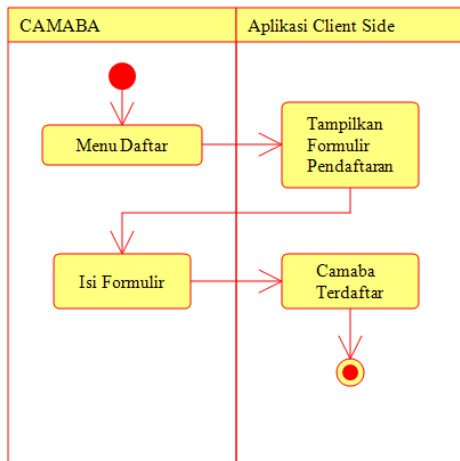 CAMABA
Aplikasi Client Side
Menu Daftar
Tampilkan
Formulir
Pendaftaran
Isi Formulir
Camaba
Terdaftar